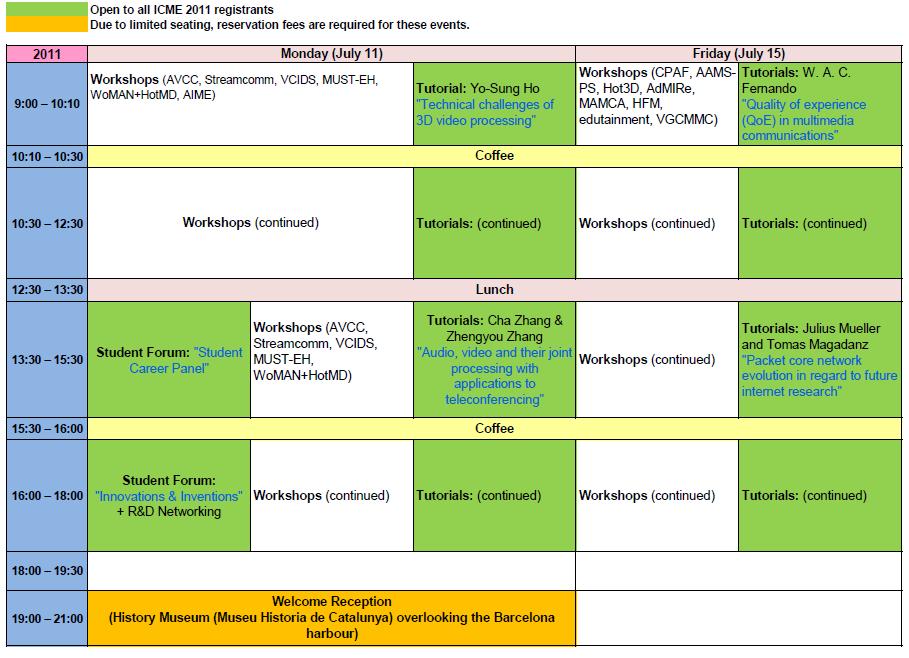 Open to all ICME 2011 registrants
Due to limited seating, reservation fees are required for these events.
2011
Monday (July 11)
Friday (July 15)
9:00 – 10:10
Workshops (AVCC, Streamcomm, VCIDS, MUST-EH,
WoMAN+HotMD, AIME)
Tutorial: Yo-Sung Ho
"Technical challenges of
3D video processing"
Workshops (CPAF, AAMS-
PS, Hot3D, AdMIRe,
MAMCA, HFM,
edutainment, VGCMMC)
Tutorials: W. A. C.
Fernando
"Quality of experience
(QoE) in multimedia
communications"
10:10 – 10:30
Coffee
10:30 – 12:30
Workshops (continued)
Tutorials: (continued)
Workshops (continued)
Tutorials: (continued)
12:30 – 13:30
Lunch
13:30 – 15:30
Student Forum: "Student
Career Panel"
Workshops (AVCC,
Streamcomm, VCIDS,
MUST-EH,
WoMAN+HotMD)
Tutorials: Cha Zhang &
Zhengyou Zhang
"Audio, video and their joint
processing with
applications to
teleconferencing"
Workshops (continued)
Tutorials: Julius Mueller
and Tomas Magadanz
"Packet core network
evolution in regard to future
internet research"
15:30 – 16:00
Coffee
16:00 – 18:00
Student Forum:
"Innovations & Inventions"
+ R&D Networking
Workshops (continued)
Tutorials: (continued)
Workshops (continued)
Tutorials: (continued)
18:00 – 19:30
19:00 – 21:00
Welcome Reception
(History Museum (Museu Historia de Catalunya) overlooking the Barcelona
harbour)